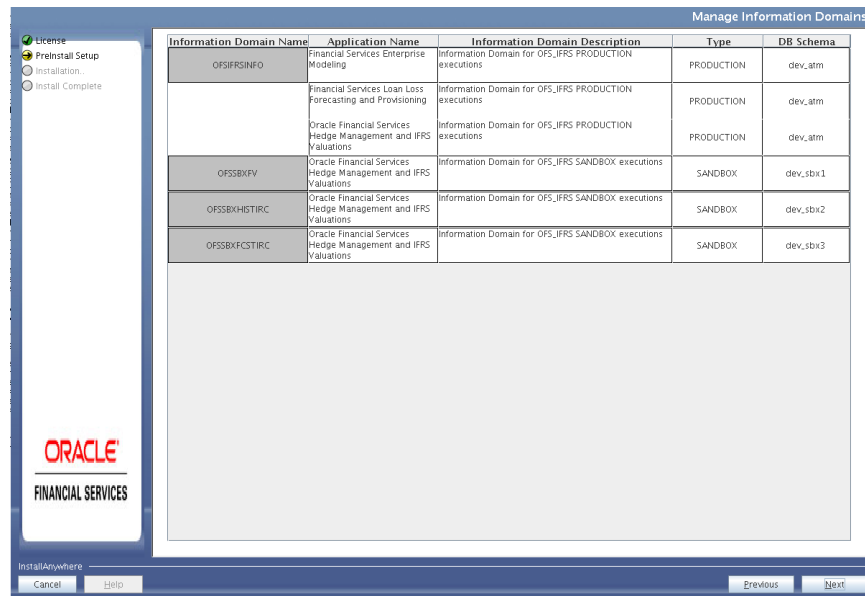 Manage Information Domains
License
PreInstall Setup
Installation..
Install Complete
Information Domain Name Application Name Information Domain Description Type DB Schema
OFSIFRSINFO Financial Services Enterprise Modeling Information Domain for OFS_IFRS PRODUCTION executions PRODUCTION dev_atm
Financial Services Loan Loss Forecasting and Provisioning Information Domain for OFS_IFRS PRODUCTION executions PRODUCTION dev_atm
Oracle Financial Services Hedge Management and IFRS Valuations Information Domain for OFS_IFRS PRODUCTION executions PRODUCTION dev_atm
OFSSBXFV Oracle Financial Services Hedge Management and IFRS Valuations Information Domain for OFS_IFRS SANDBOX executions SANDBOX dev_sbx1
OFSSBXHISTIRC Oracle Financial Services Hedge Management and IFRS Valuations Information Domain for OFS_IFRS SANDBOX executions SANDBOX dev_sbx2
OFSSBXFCSTIRC Oracle Financial Services Hedge Management and IFRS Valuations Information Domain for OFS_IFRS SANDBOX executions SANDBOX dev_sbx3
ORACLE
FINANCIAL SERVICES
InstallAnywhere
Cancel Help Previous Next